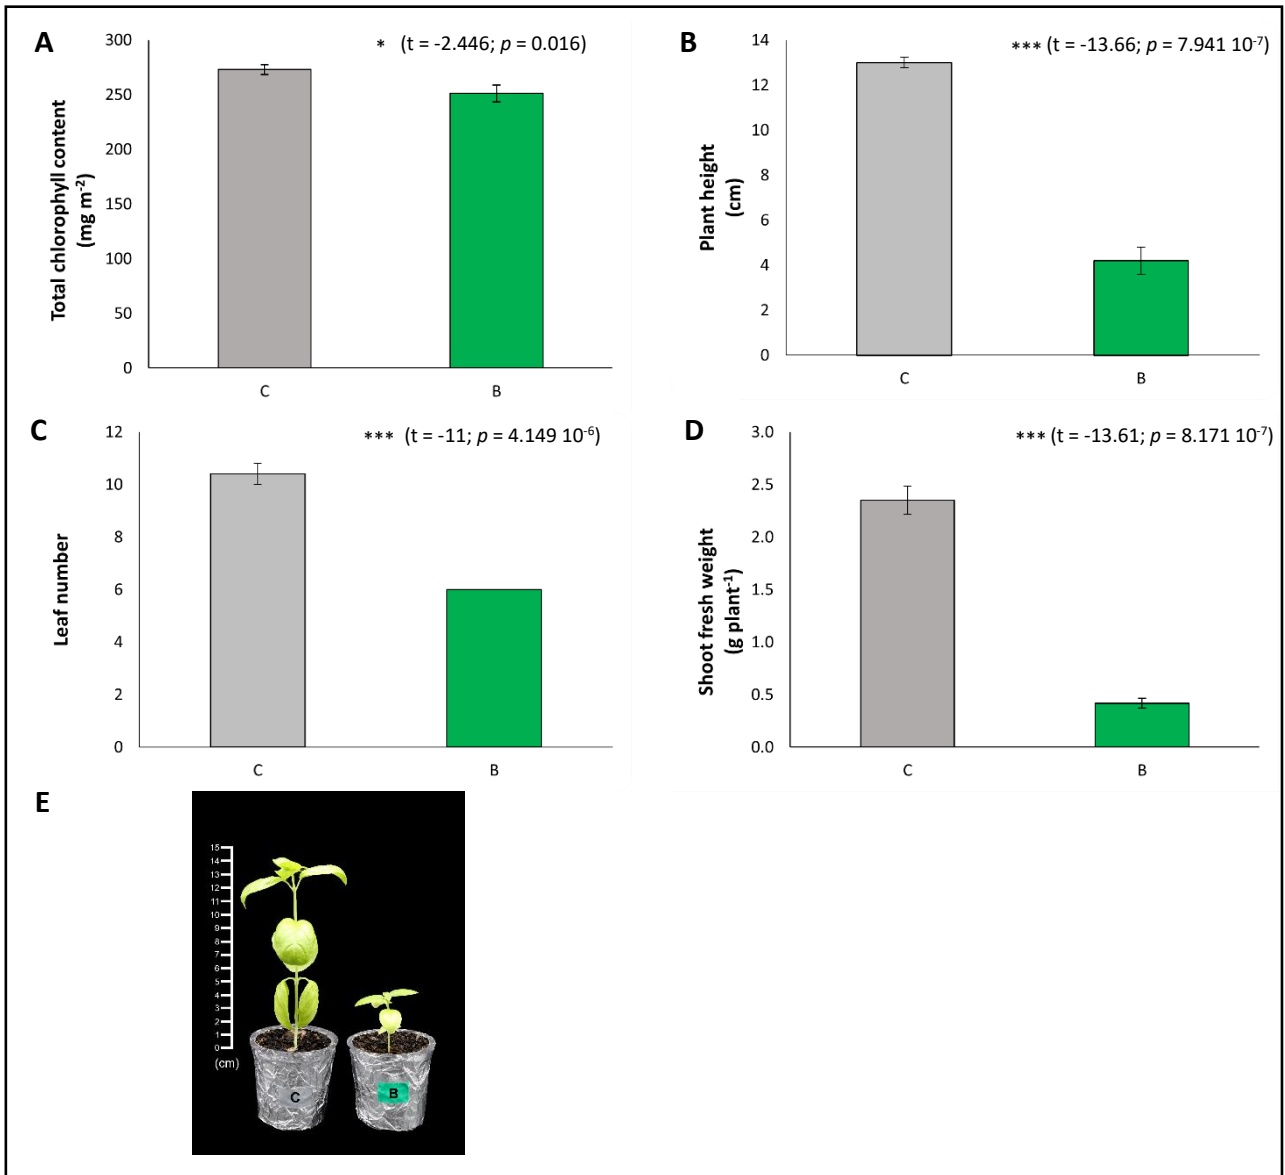 A
* (t = -2.446; p = 0.016)
Total chlorophyll content
(mg m⁻²)
300
250
200
150
100
50
0
C
B
B
*** (t = -13.66; p = 7.941 10⁻⁷)
Plant height
(cm)
14
12
10
8
6
4
2
0
C
B
C
*** (t = -11; p = 4.149 10⁻⁶)
Leaf number
12
10
8
6
4
2
0
C
B
D
*** (t = -13.61; p = 8.171 10⁻⁷)
Shoot fresh weight
(g plant⁻¹)
3.0
2.5
2.0
1.5
1.0
0.5
0.0
C
B
E
15
14
13
12
11
10
9
8
7
6
5
4
3
2
1
0
(cm)
C
B